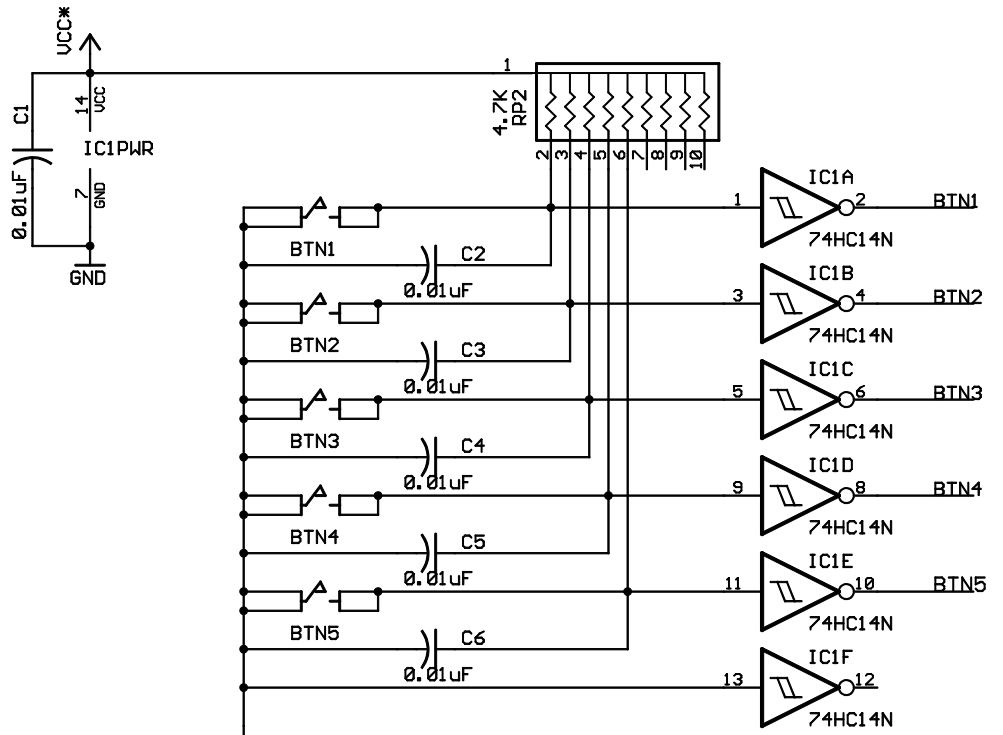 VCC*
C1
14
VCC
IC1PWR
7
GND
0.01uF
GND
1
4.7K
RP2
2
3
4
5
6
7
8
9
10
BTN1
C2
0.01uF
1
IC1A
2
BTN1
74HC14N
BTN2
C3
0.01uF
3
IC1B
4
BTN2
74HC14N
BTN3
C4
0.01uF
5
IC1C
6
BTN3
74HC14N
BTN4
C5
0.01uF
9
IC1D
8
BTN4
74HC14N
BTN5
C6
0.01uF
11
IC1E
10
BTN5
74HC14N
13
IC1F
12
74HC14N